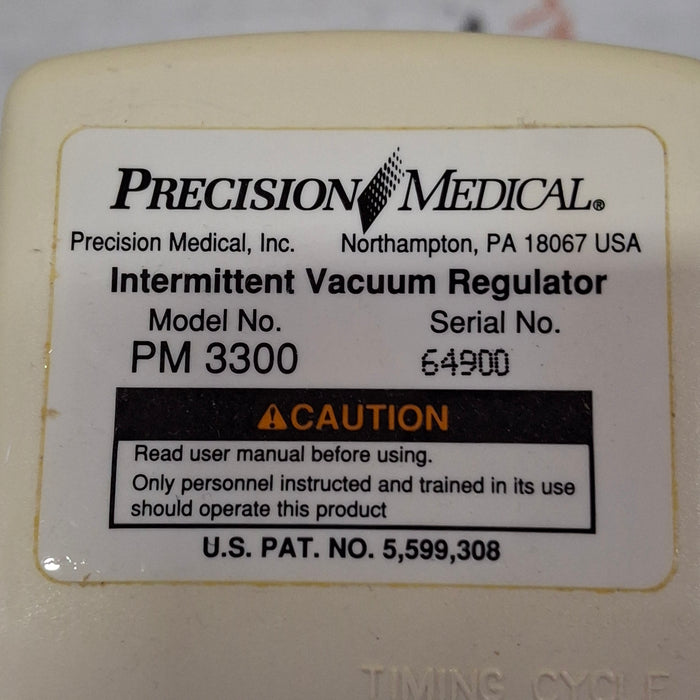 PRECISION MEDICAL®
Precision Medical, Inc. Northampton, PA 18067 USA
Intermittent Vacuum Regulator
Model No. Serial No.
PM 3300 64900
⚠CAUTION
Read user manual before using.
Only personnel instructed and trained in its use
should operate this product
U.S. PAT. NO. 5,599,308
TIMING CYCLE